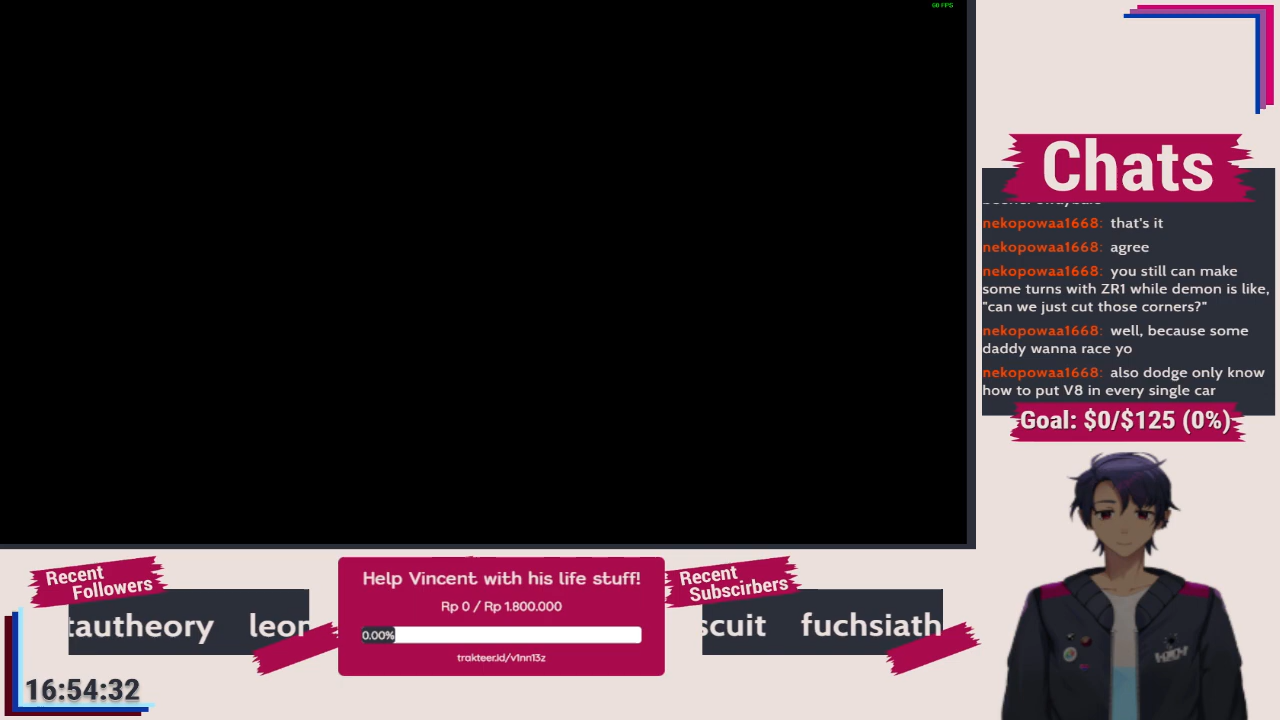 60 FPS
Chats
nekopowaa1668: that's it
nekopowaa1668: agree
nekopowaa1668: you still can make
some turns with ZR1 while demon is like,
"can we just cut those corners?"
nekopowaa1668: well, because some
daddy wanna race yo
nekopowaa1668: also dodge only know
how to put V8 in every single car
Goal: $0/$125 (0%)
Recent
Followers
tautheory leon
Help Vincent with his life stuff!
Rp 0 / Rp 1.800.000
0.00%
trakteer.id/v1nn13z
Recent
Subscirbers
scuit fuchsiath
16:54:32